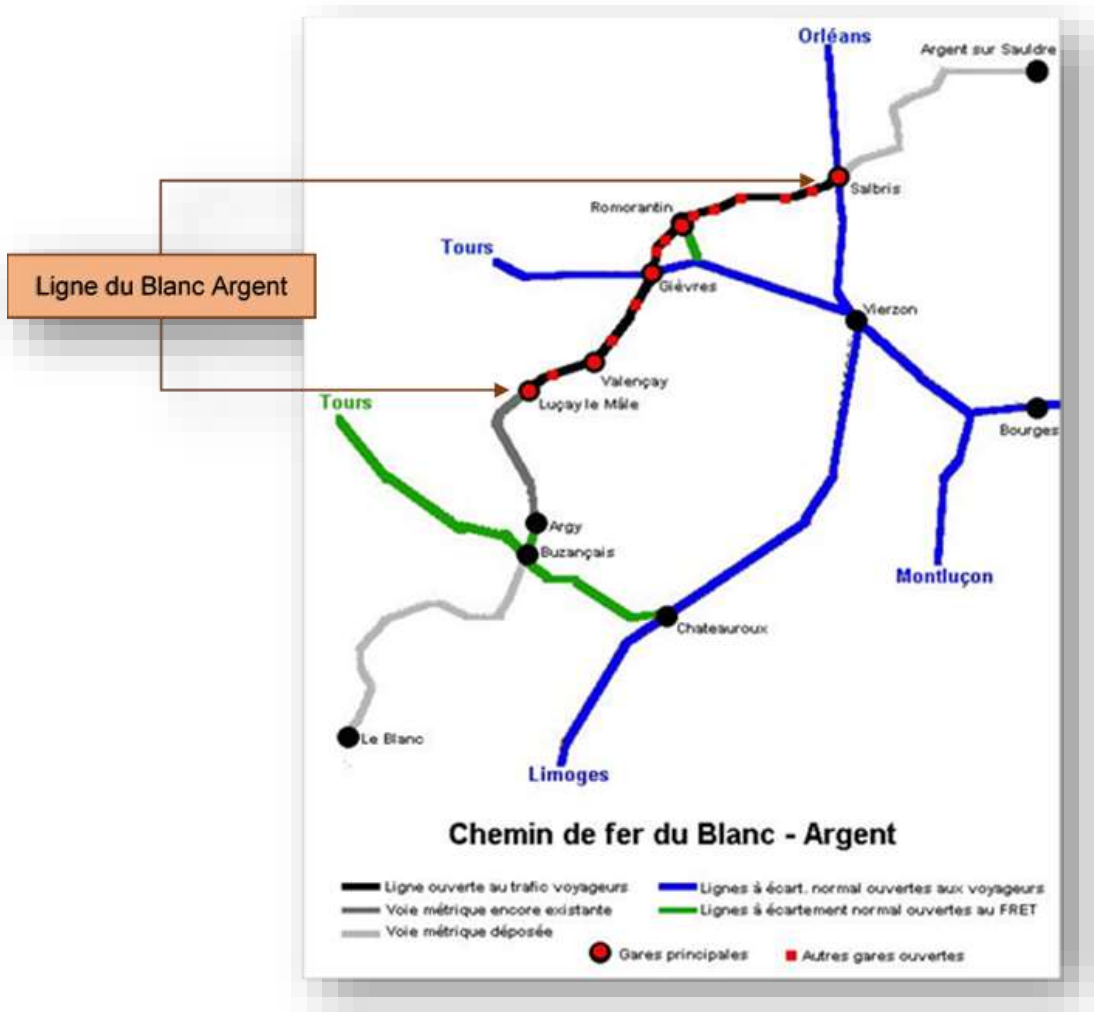 Orléans
Argent sur Sauldre
Salbris
Romorantin
Tours
Ligne du Blanc Argent
Gièvres
Vierzon
Valençay
Luçay le Mâle
Tours
Bourges
Argy
Buzançais
Montluçon
Chateauroux
Le Blanc
Limoges
Chemin de fer du Blanc - Argent
Ligne ouverte au trafic voyageurs
Lignes à écart. normal ouvertes aux voyageurs
Voie métrique encore existante
Lignes à écartement normal ouvertes au FRET
Voie métrique déposée
Gares principales
Autres gares ouvertes